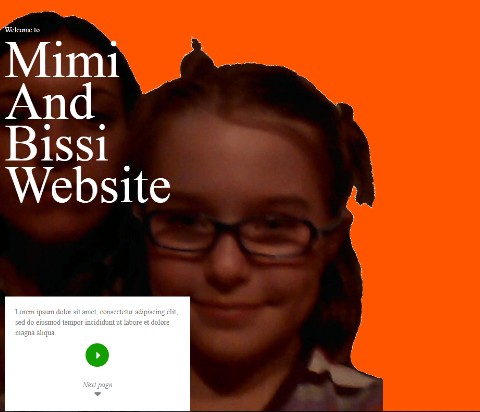 Welcome to
Mimi
And
Bissi
Website
Lorem ipsum dolor sit amet, consectetur adipiscing elit,
sed do eiusmod tempor incididunt ut labore et dolore
magna aliqua.
Next page